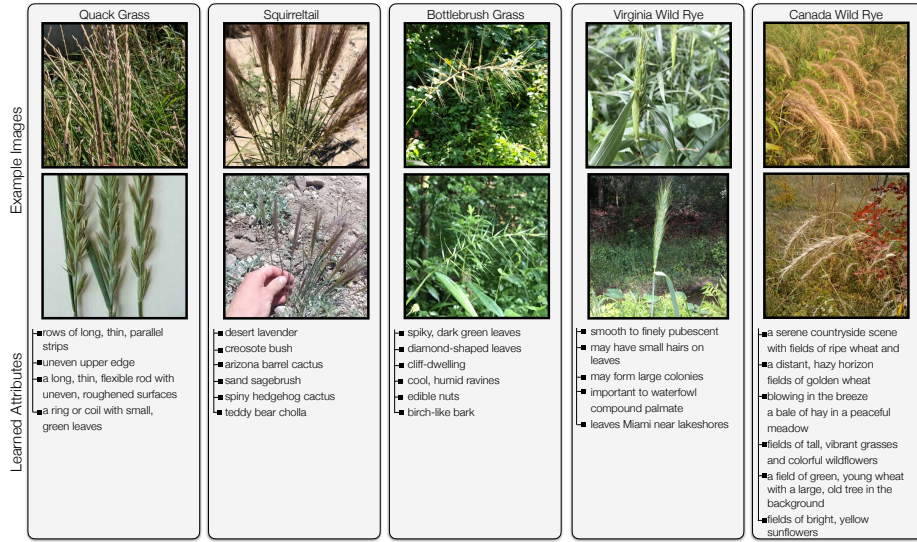 Quack Grass
Squirreltail
Bottlebrush Grass
Virginia Wild Rye
Canada Wild Rye
Example Images
Learned Attributes
rows of long, thin, parallel
strips
uneven upper edge
a long, thin, flexible rod with
uneven, roughened surfaces
a ring or coil with small,
green leaves
desert lavender
creosote bush
arizona barrel cactus
sand sagebrush
spiny hedgehog cactus
teddy bear cholla
spiky, dark green leaves
diamond-shaped leaves
cliff-dwelling
cool, humid ravines
edible nuts
birch-like bark
smooth to finely pubescent
may have small hairs on
leaves
may form large colonies
important to waterfowl
compound palmate
leaves Miami near lakeshores
a serene countryside scene
with fields of ripe wheat and
a distant, hazy horizon
fields of golden wheat
blowing in the breeze
a bale of hay in a peaceful
meadow
fields of tall, vibrant grasses
and colorful wildflowers
a field of green, young wheat
with a large, old tree in the
background
fields of bright, yellow
sunflowers